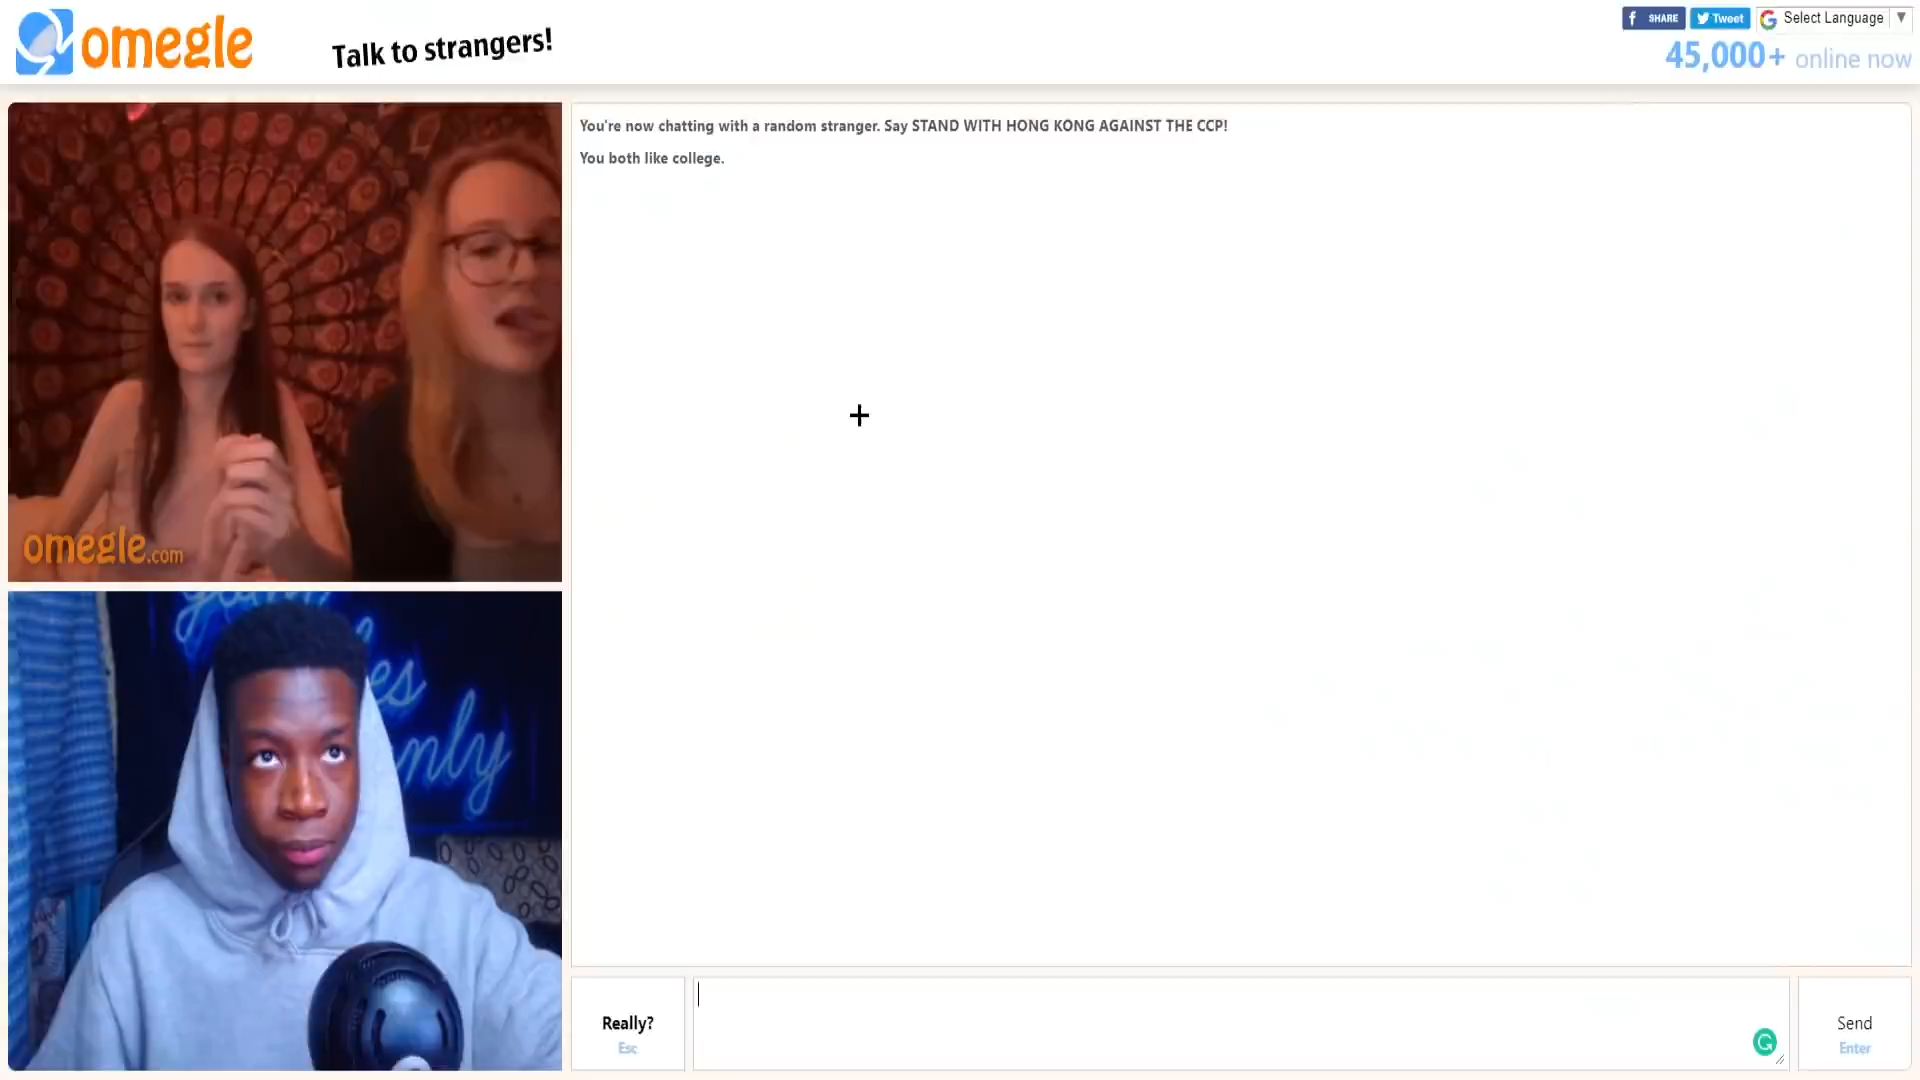 omegle
Talk to strangers!
SHARE
Tweet
Select Language
45,000+ online now
You're now chatting with a random stranger. Say STAND WITH HONG KONG AGAINST THE CCP!
You both like college.
omegle.com
nly
Really?
Esc
Send
Enter